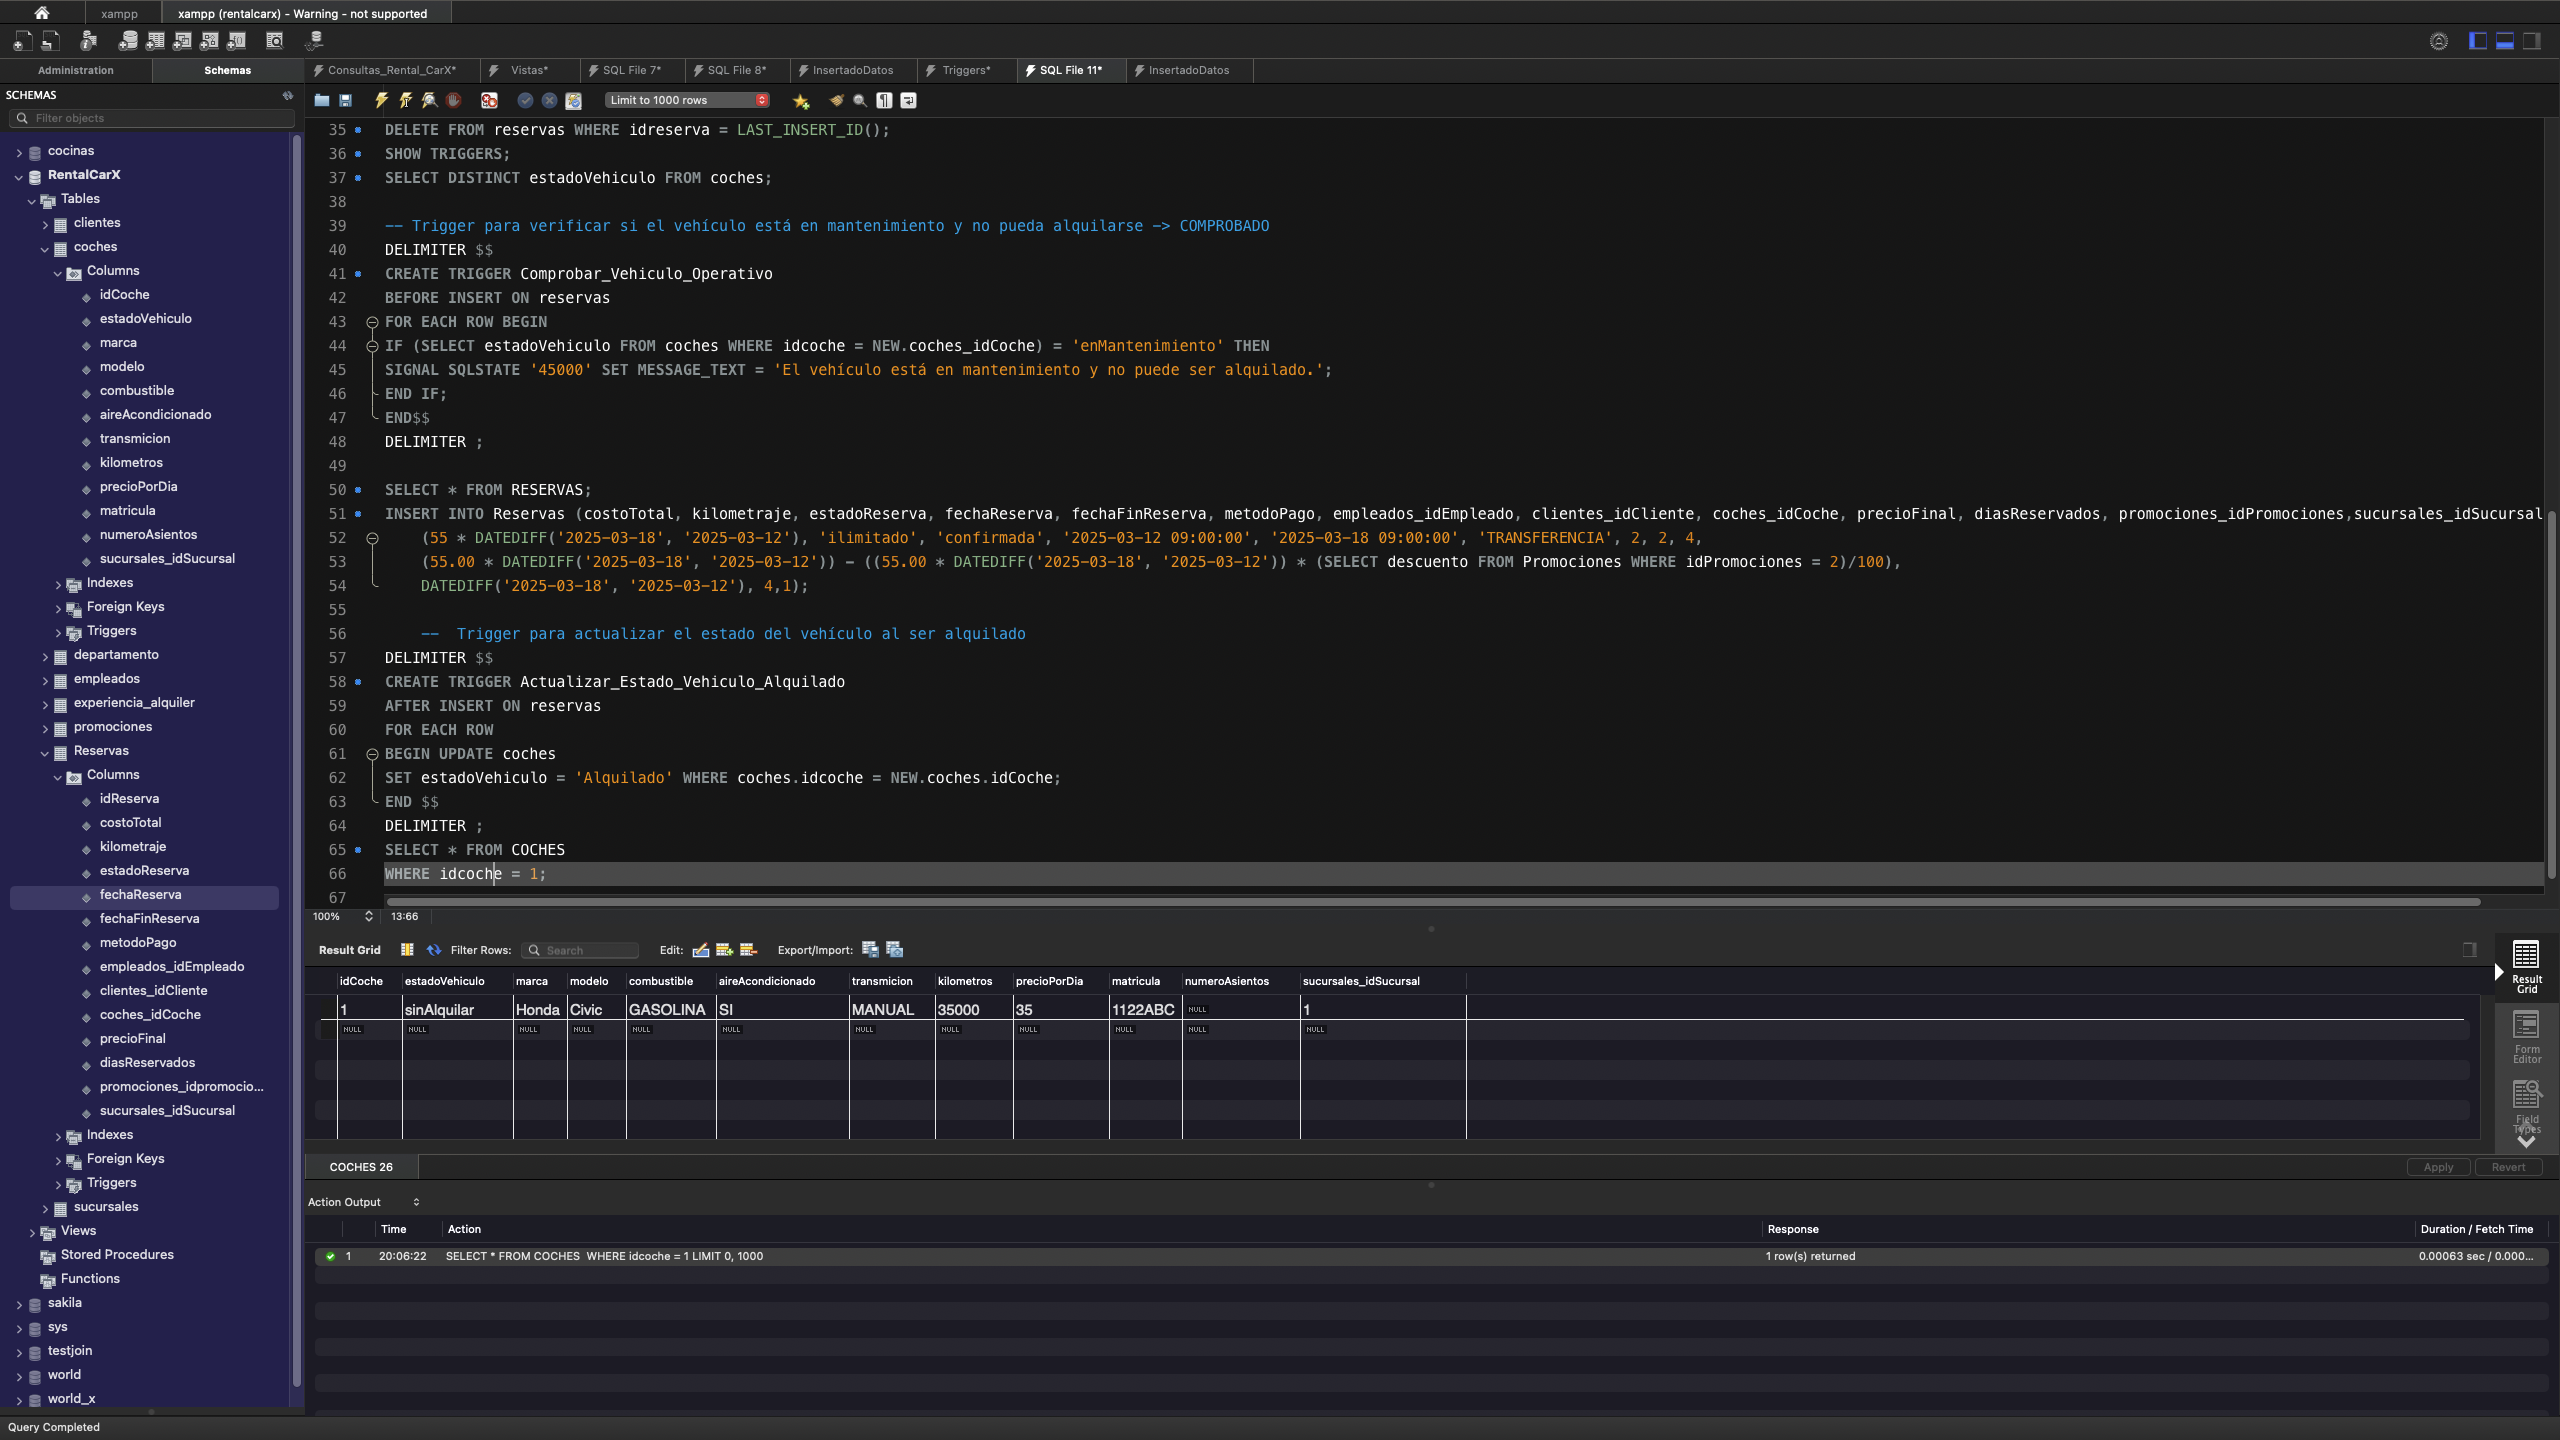 xampp
xampp (rentalcarx) - Warning - not supported
Administration
Schemas
Consultas_Rental_CarX*
Vistas*
SQL File 7*
SQL File 8*
InsertadoDatos
Triggers*
SQL File 11*
InsertadoDatos
SCHEMAS
Filter objects
Limit to 1000 rows
cocinas
RentalCarX
Tables
clientes
coches
Columns
idCoche
estadoVehiculo
marca
modelo
combustible
aireAcondicionado
transmicion
kilometros
precioPorDia
matricula
numeroAsientos
sucursales_idSucursal
Indexes
Foreign Keys
Triggers
departamento
empleados
experiencia_alquiler
promociones
Reservas
Columns
idReserva
costoTotal
kilometraje
estadoReserva
fechaReserva
fechaFinReserva
metodoPago
empleados_idEmpleado
clientes_idCliente
coches_idCoche
precioFinal
diasReservados
promociones_idpromocio...
sucursales_idSucursal
Indexes
Foreign Keys
Triggers
sucursales
Views
Stored Procedures
Functions
sakila
sys
testjoin
world
world_x
35 DELETE FROM reservas WHERE idreserva = LAST_INSERT_ID();
36 SHOW TRIGGERS;
37 SELECT DISTINCT estadoVehiculo FROM coches;
38
39 -- Trigger para verificar si el vehículo está en mantenimiento y no pueda alquilarse -> COMPROBADO
40 DELIMITER $$
41 CREATE TRIGGER Comprobar_Vehiculo_Operativo
42 BEFORE INSERT ON reservas
43 FOR EACH ROW BEGIN
44 IF (SELECT estadoVehiculo FROM coches WHERE idcoche = NEW.coches_idCoche) = 'enMantenimiento' THEN
45 SIGNAL SQLSTATE '45000' SET MESSAGE_TEXT = 'El vehículo está en mantenimiento y no puede ser alquilado.';
46 END IF;
47 END$$
48 DELIMITER ;
49
50 SELECT * FROM RESERVAS;
51 INSERT INTO Reservas (costoTotal, kilometraje, estadoReserva, fechaReserva, fechaFinReserva, metodoPago, empleados_idEmpleado, clientes_idCliente, coches_idCoche, precioFinal, diasReservados, promociones_idPromociones,sucursales_idSucursal
52 (55 * DATEDIFF('2025-03-18', '2025-03-12'), 'ilimitado', 'confirmada', '2025-03-12 09:00:00', '2025-03-18 09:00:00', 'TRANSFERENCIA', 2, 2, 4,
53 (55.00 * DATEDIFF('2025-03-18', '2025-03-12')) - ((55.00 * DATEDIFF('2025-03-18', '2025-03-12')) * (SELECT descuento FROM Promociones WHERE idPromociones = 2)/100),
54 DATEDIFF('2025-03-18', '2025-03-12'), 4,1);
55
56 -- Trigger para actualizar el estado del vehículo al ser alquilado
57 DELIMITER $$
58 CREATE TRIGGER Actualizar_Estado_Vehiculo_Alquilado
59 AFTER INSERT ON reservas
60 FOR EACH ROW
61 BEGIN UPDATE coches
62 SET estadoVehiculo = 'Alquilado' WHERE coches.idcoche = NEW.coches.idCoche;
63 END $$
64 DELIMITER ;
65 SELECT * FROM COCHES
66 WHERE idcoche = 1;
67
100% 13:66
Result Grid Filter Rows: Search Edit: Export/Import:
idCoche estadoVehiculo marca modelo combustible aireAcondicionado transmicion kilometros precioPorDia matricula numeroAsientos sucursales_idSucursal
1 sinAlquilar Honda Civic GASOLINA SI MANUAL 35000 35 1122ABC NULL 1
NULL NULL NULL NULL NULL NULL NULL NULL NULL NULL NULL NULL
Result
Grid
Form
Editor
Field
Types
COCHES 26
Apply Revert
Action Output
Time Action Response Duration / Fetch Time
1 20:06:22 SELECT * FROM COCHES WHERE idcoche = 1 LIMIT 0, 1000 1 row(s) returned 0.00063 sec / 0.000...
Query Completed